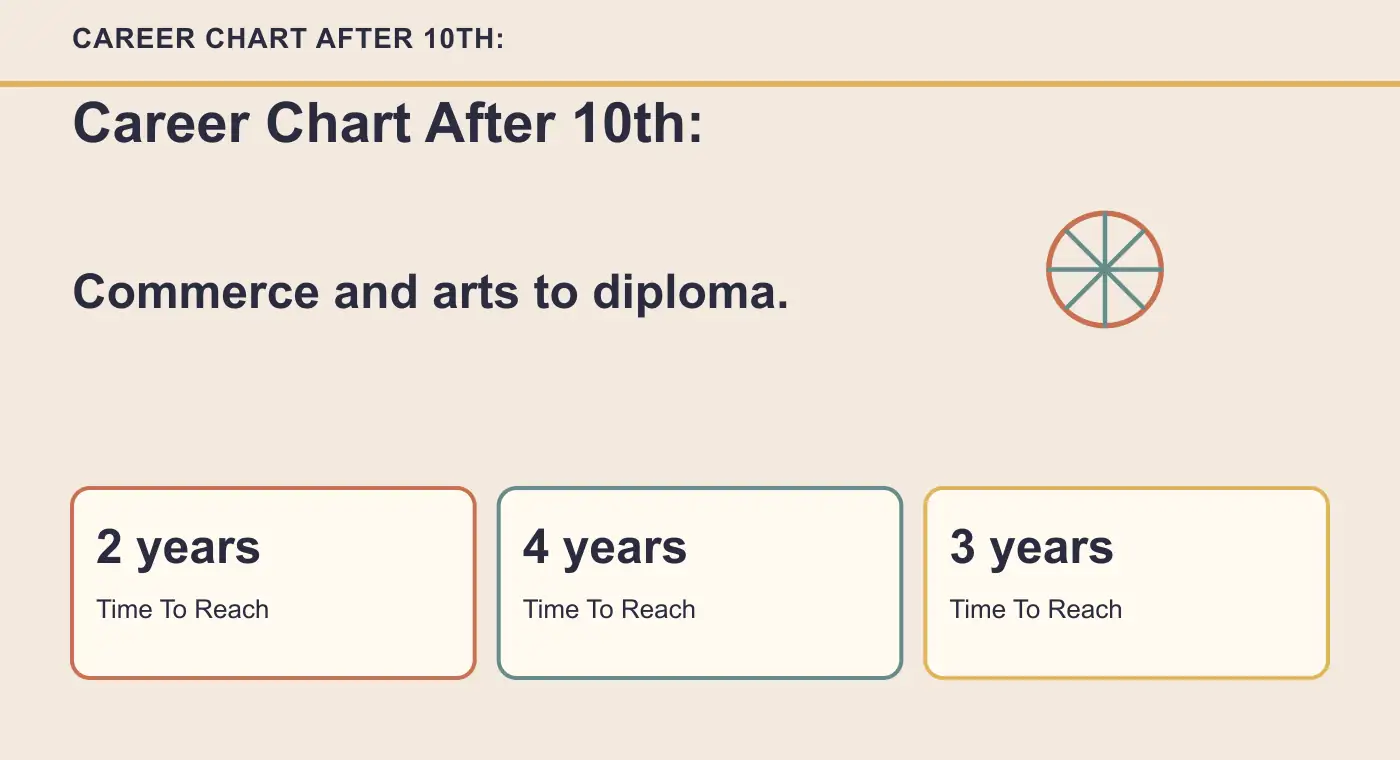 CAREER CHART AFTER 10TH:
Career Chart After 10th:
Commerce and arts to diploma.
2 years
Time To Reach
4 years
Time To Reach
3 years
Time To Reach